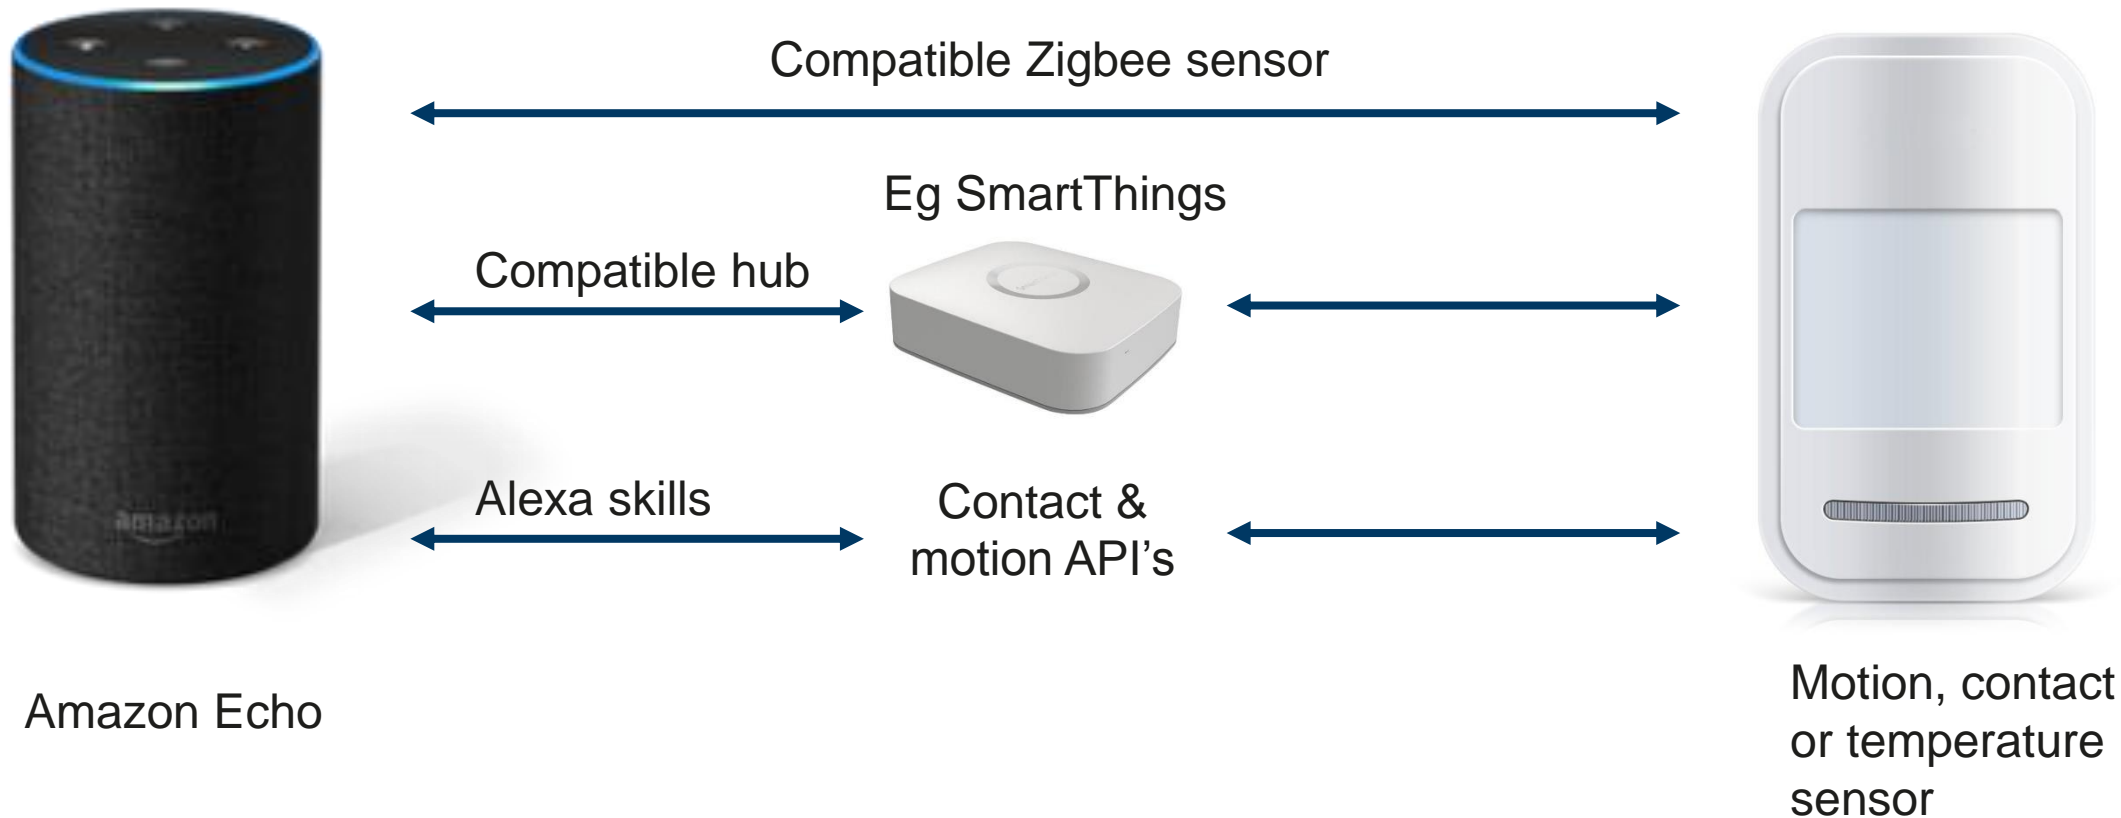 Compatible Zigbee sensor
Eg SmartThings
Compatible hub
Alexa skills
Contact &
motion API's
amazon
Amazon Echo
Motion, contact
or temperature
sensor